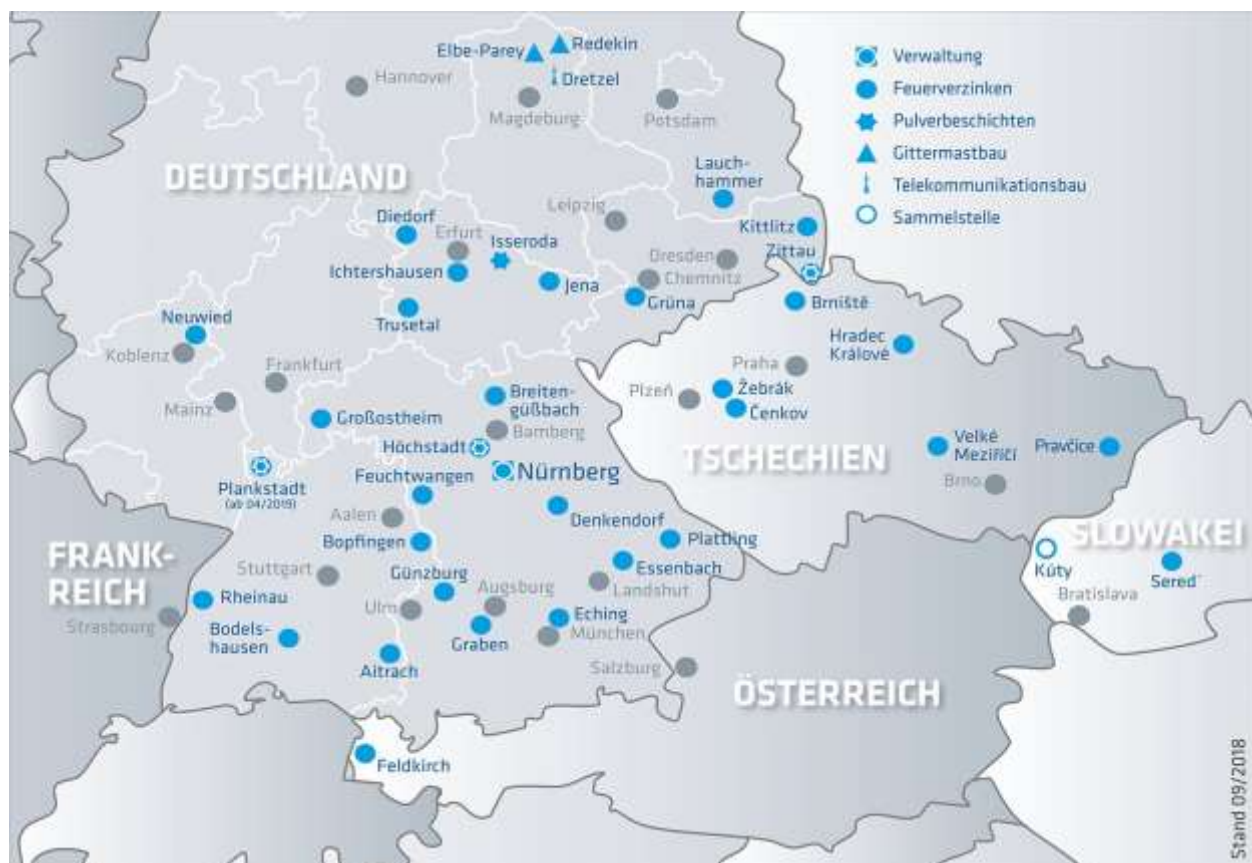 Elbe-Parey
Redekin
Dretzel
Hannover
Magdeburg
Potsdam
Verwaltung
Feuerverzinken
Pulverbeschichten
Gittermastbau
Telekommunikationsbau
Sammelstelle
DEUTSCHLAND
Lauch-
hammer
Leipzig
Diedorf
Erfurt
Isseroda
Kittlitz
Dresden
Zittau
Ichtershausen
Jena
Chemnitz
Grüna
Brniště
Trusetal
Neuwied
Koblenz
Hradec
Králové
Frankfurt
Praha
Mainz
Breiten-
güßbach
Plzeň
Žebrák
Čenkov
Großostheim
Bamberg
Höchstadt
TSCHECHIEN
Velké
Meziříčí
Pravčice
Nürnberg
Plankstadt
(ab 04/2019)
Feuchtwangen
Brno
Aalen
Denkendorf
Bopfingen
Plattling
FRANK-
REICH
SLOWAKEI
Stuttgart
Günzburg
Augsburg
Essenbach
Landshut
Kúty
Sereď
Rheinau
Ulm
Eching
Bratislava
Strasbourg
Bodels-
hausen
Graben
München
Aitrach
Salzburg
ÖSTERREICH
Feldkirch
Stand 09/2018